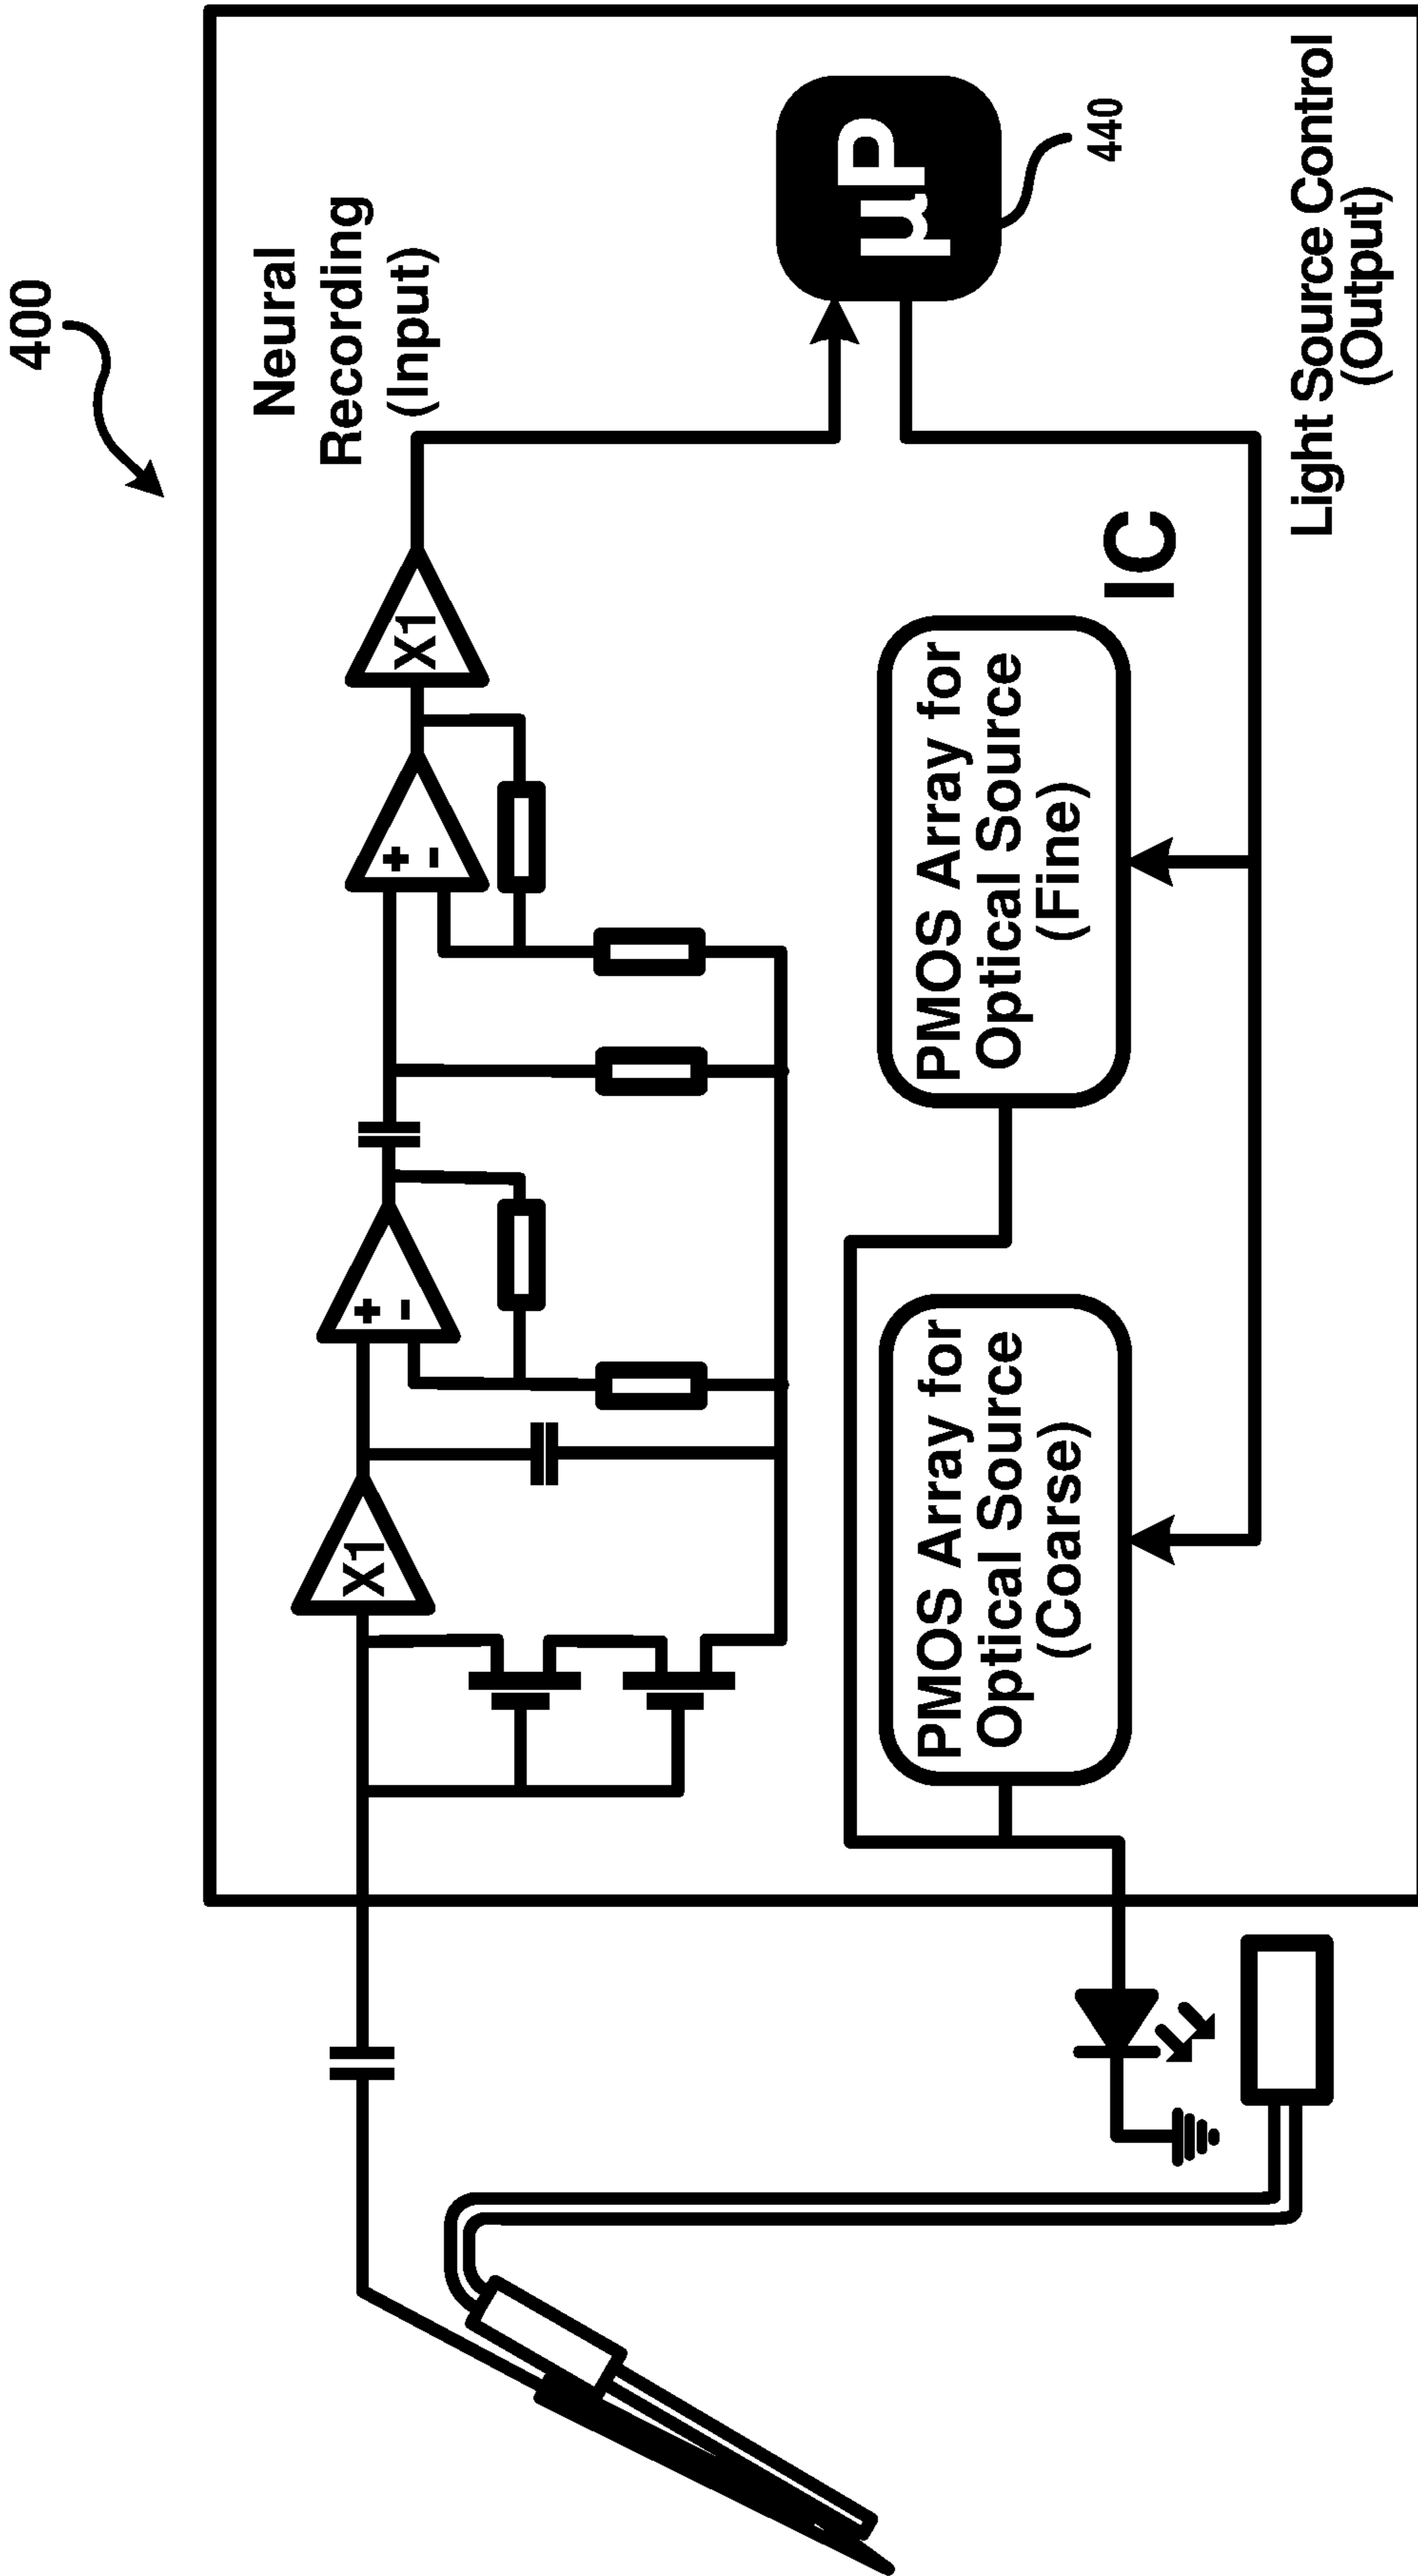 400
Neural
Recording
(Input)
X1
+
-
+
-
X1
µP
440
PMOS Array for
Optical Source
(Coarse)
PMOS Array for
Optical Source
(Fine)
IC
Light Source Control
(Output)